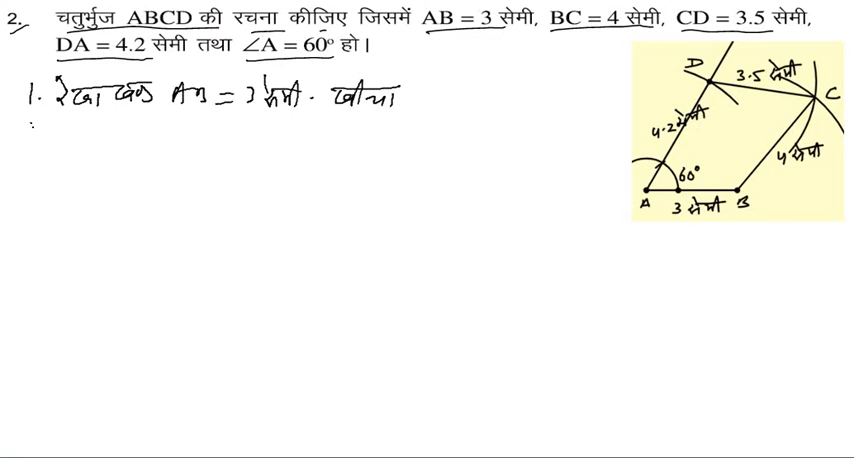 2. चतुर्भुज ABCD की रचना कीजिए जिसमें AB = 3 सेमी, BC = 4 सेमी, CD = 3.5 सेमी,
DA = 4.2 सेमी तथा ∠A = 60° हो।
1. रेखा खण्ड AB = 3 सेमी. खींचा
D
3.5 सेमी
C
4.2 सेमी
4 सेमी
60°
A
3 सेमी
B